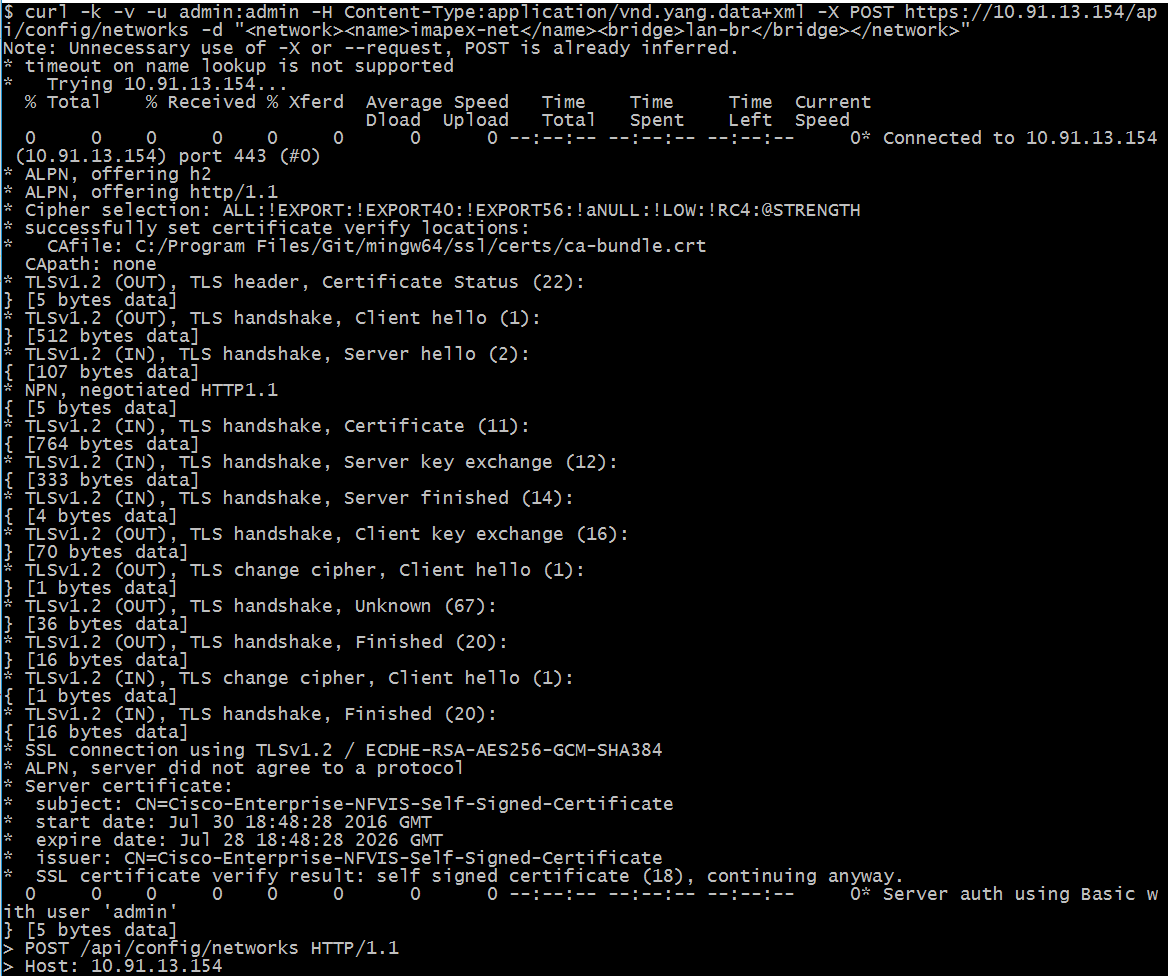 $ curl -k -v -u admin:admin -H Content-Type:application/vnd.yang.data+xml -X POST https://10.91.13.154/ap
i/config/networks -d "<network><name>imapex-net</name><bridge>lan-br</bridge></network>"
Note: Unnecessary use of -X or --request, POST is already inferred.
* timeout on name lookup is not supported
*   Trying 10.91.13.154...
  % Total    % Received % Xferd  Average Speed   Time    Time     Time  Current
                                 Dload  Upload   Total   Spent    Left  Speed
  0     0    0     0    0     0      0      0 --:--:-- --:--:-- --:--:--     0* Connected to 10.91.13.154
 (10.91.13.154) port 443 (#0)
* ALPN, offering h2
* ALPN, offering http/1.1
* Cipher selection: ALL:!EXPORT:!EXPORT40:!EXPORT56:!aNULL:!LOW:!RC4:@STRENGTH
* successfully set certificate verify locations:
*   CAfile: C:/Program Files/Git/mingw64/ssl/certs/ca-bundle.crt
  CApath: none
* TLSv1.2 (OUT), TLS header, Certificate Status (22):
} [5 bytes data]
* TLSv1.2 (OUT), TLS handshake, Client hello (1):
} [512 bytes data]
* TLSv1.2 (IN), TLS handshake, Server hello (2):
{ [107 bytes data]
* NPN, negotiated HTTP1.1
{ [5 bytes data]
* TLSv1.2 (IN), TLS handshake, Certificate (11):
{ [764 bytes data]
* TLSv1.2 (IN), TLS handshake, Server key exchange (12):
{ [333 bytes data]
* TLSv1.2 (IN), TLS handshake, Server finished (14):
{ [4 bytes data]
* TLSv1.2 (OUT), TLS handshake, Client key exchange (16):
} [70 bytes data]
* TLSv1.2 (OUT), TLS change cipher, Client hello (1):
} [1 bytes data]
* TLSv1.2 (OUT), TLS handshake, Unknown (67):
} [36 bytes data]
* TLSv1.2 (OUT), TLS handshake, Finished (20):
} [16 bytes data]
* TLSv1.2 (IN), TLS change cipher, Client hello (1):
{ [1 bytes data]
* TLSv1.2 (IN), TLS handshake, Finished (20):
{ [16 bytes data]
* SSL connection using TLSv1.2 / ECDHE-RSA-AES256-GCM-SHA384
* ALPN, server did not agree to a protocol
* Server certificate:
*  subject: CN=Cisco-Enterprise-NFVIS-Self-Signed-Certificate
*  start date: Jul 30 18:48:28 2016 GMT
*  expire date: Jul 28 18:48:28 2026 GMT
*  issuer: CN=Cisco-Enterprise-NFVIS-Self-Signed-Certificate
*  SSL certificate verify result: self signed certificate (18), continuing anyway.
  0     0    0     0    0     0      0      0 --:--:-- --:--:-- --:--:--     0* Server auth using Basic w
ith user 'admin'
} [5 bytes data]
> POST /api/config/networks HTTP/1.1
> Host: 10.91.13.154